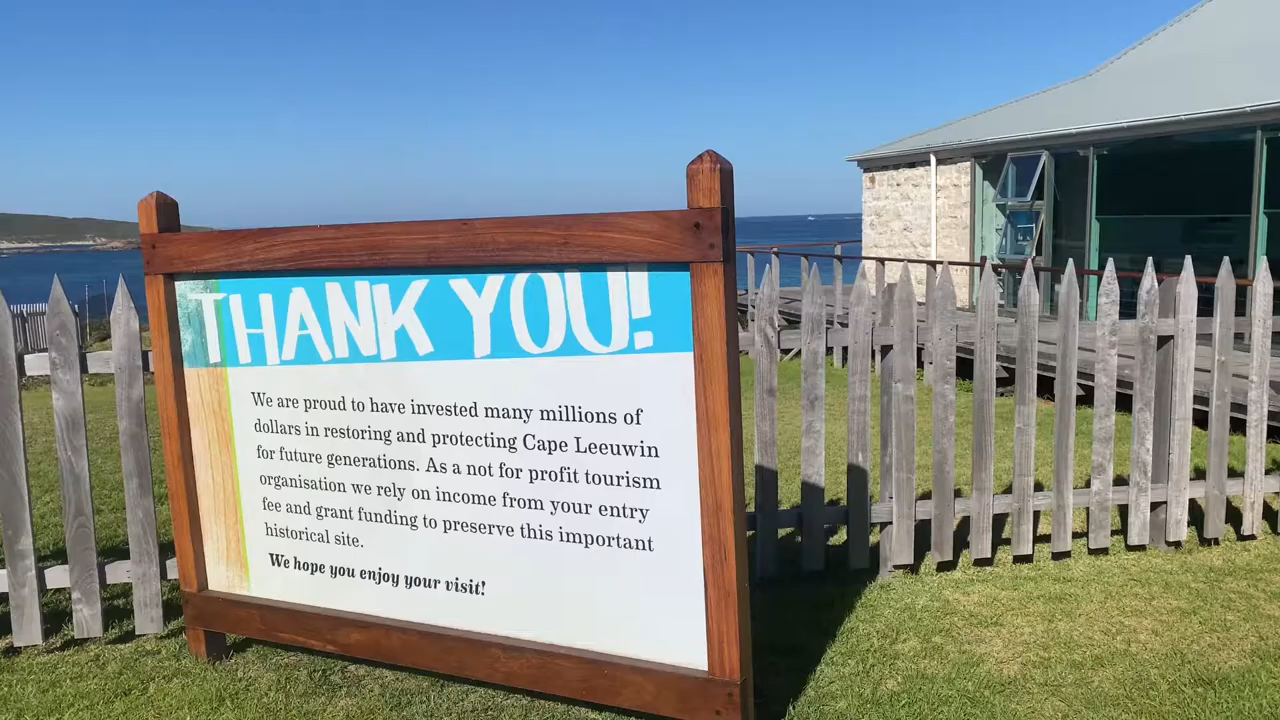 THANK YOU!
We are proud to have invested many millions of
dollars in restoring and protecting Cape Leeuwin
for future generations. As a not for profit tourism
organisation we rely on income from your entry
fee and grant funding to preserve this important
historical site.
We hope you enjoy your visit!